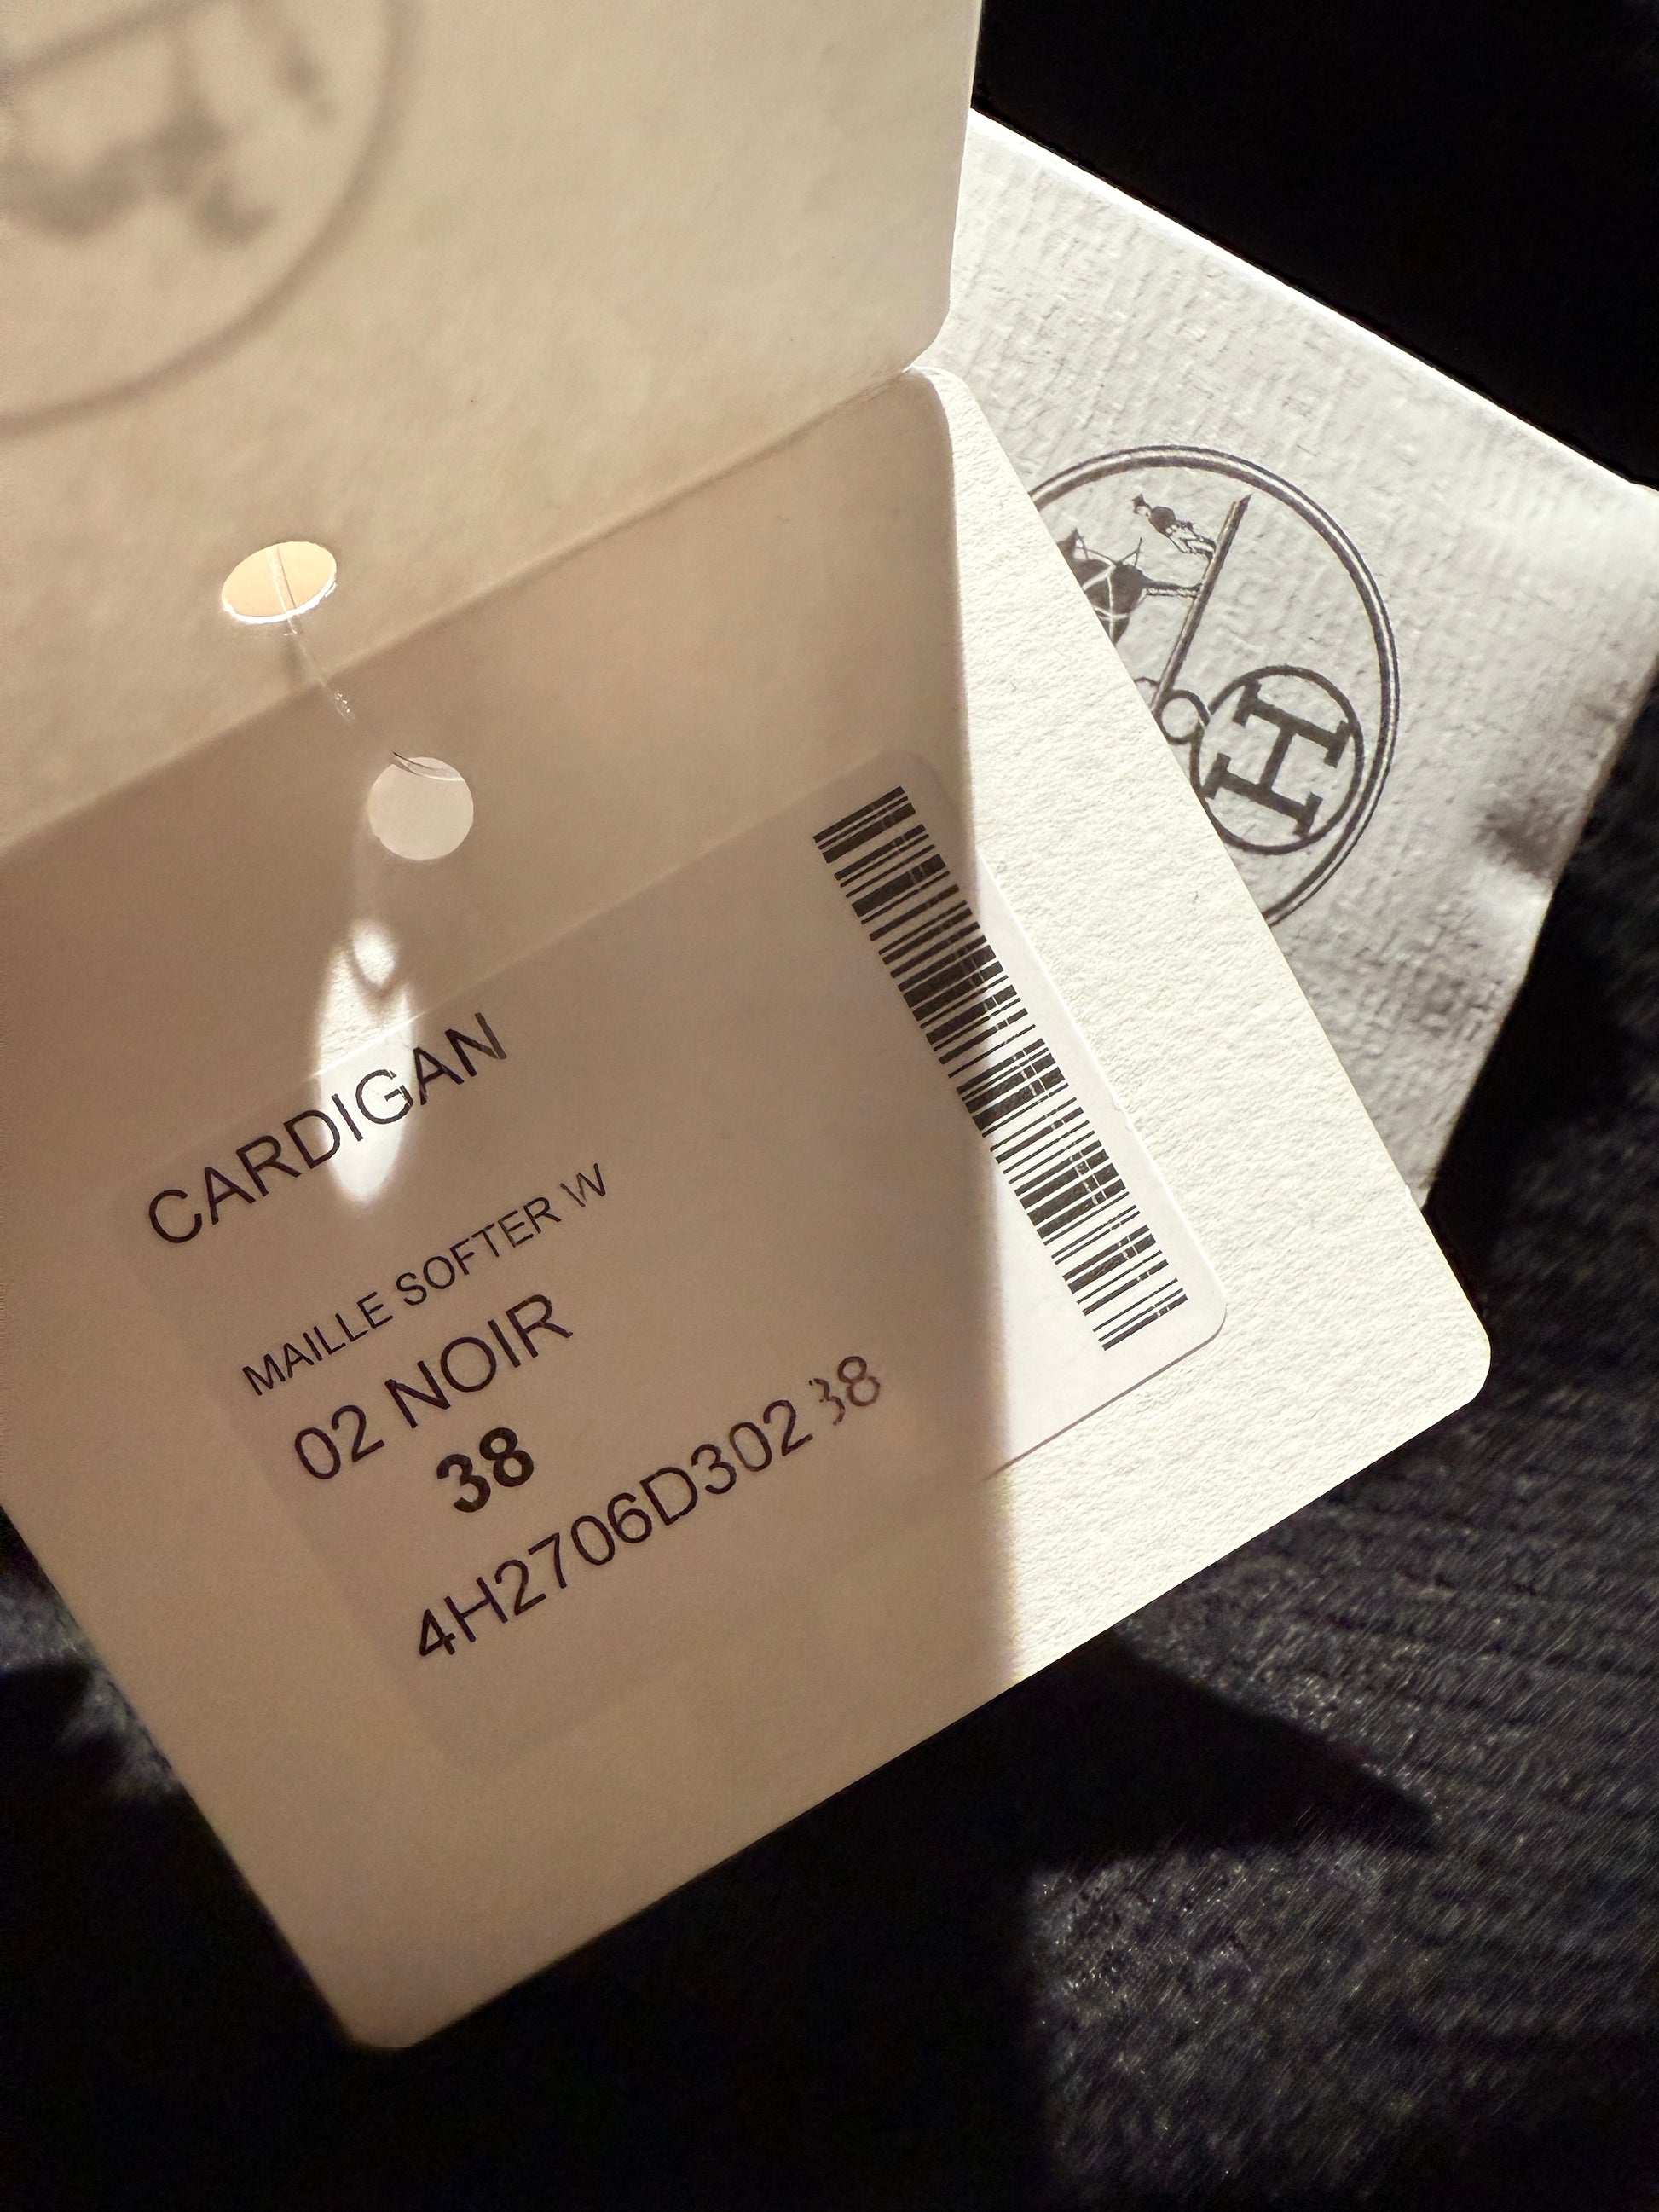 CARDIGAN
MAILLE SOFTER W
02 NOIR
38
4H2706D302 38
H